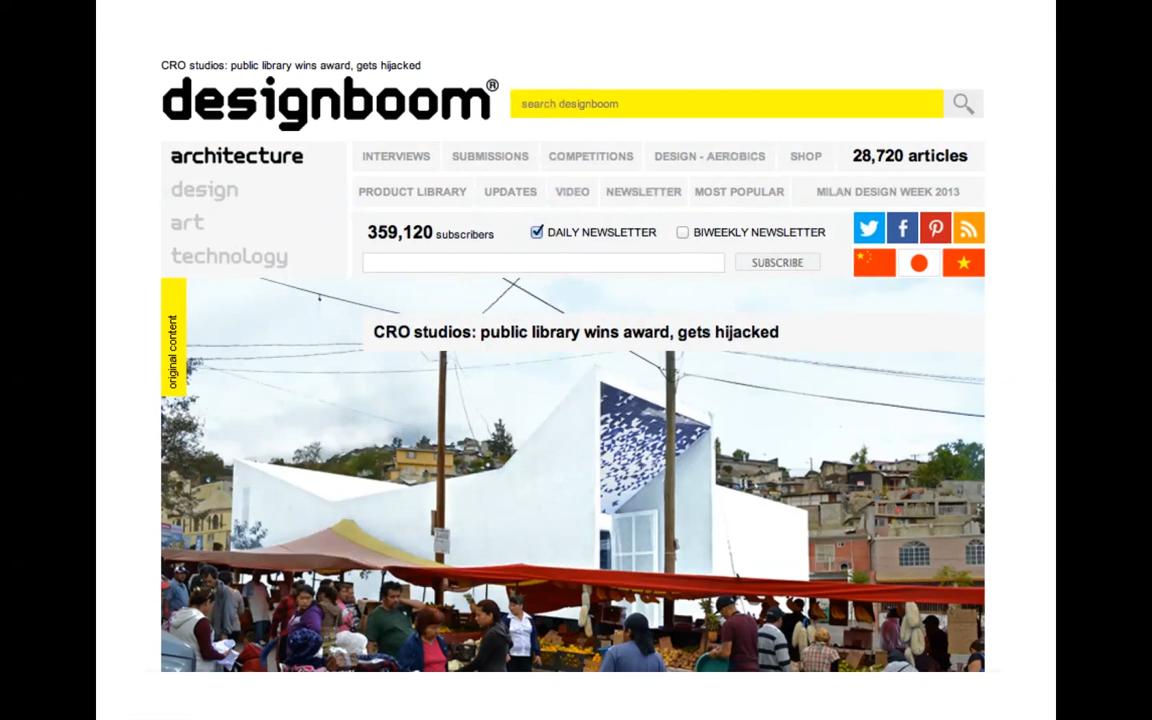 CRO studios: public library wins award, gets hijacked
designboom®
search designboom
architecture
design
art
technology
INTERVIEWS SUBMISSIONS COMPETITIONS DESIGN - AEROBICS SHOP 28,720 articles
PRODUCT LIBRARY UPDATES VIDEO NEWSLETTER MOST POPULAR MILAN DESIGN WEEK 2013
359,120 subscribers DAILY NEWSLETTER BIWEEKLY NEWSLETTER
SUBSCRIBE
original content
CRO studios: public library wins award, gets hijacked